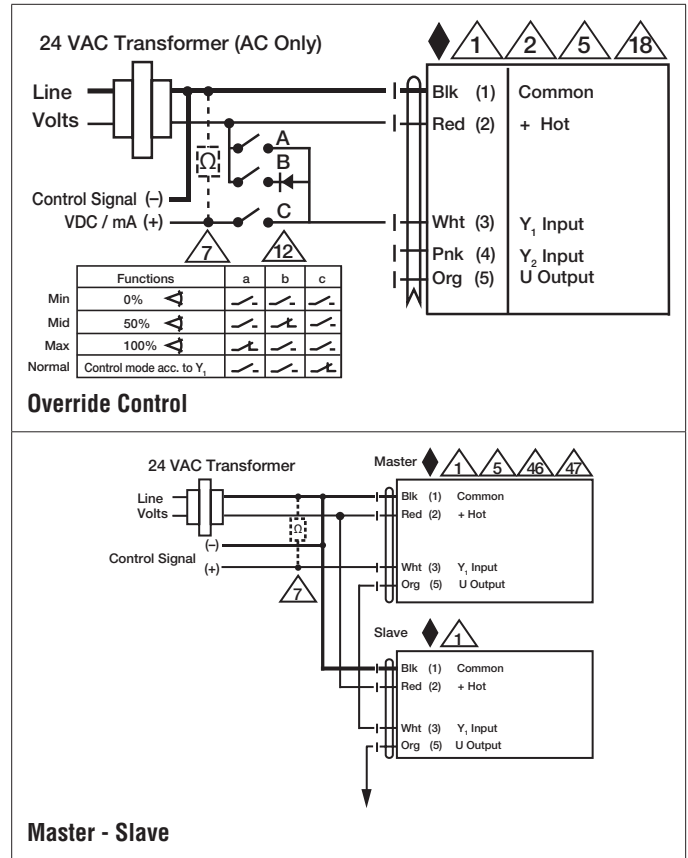 24 VAC Transformer (AC Only)
1 2 5 18
Line
Volts
Blk (1) Common
Red (2) + Hot
A
Ω
B
Control Signal (–)
VDC / mA (+)
C
Wht (3) Y1 Input
Pnk (4) Y2 Input
Org (5) U Output
7 12
Functions a b c
Min 0%
Mid 50%
Max 100%
Normal Control mode acc. to Y1
Override Control
24 VAC Transformer
Master 1 5 46 47
Line
Volts
Blk (1) Common
Red (2) + Hot
Ω
Control Signal
(–)
(+)
Wht (3) Y1 Input
Org (5) U Output
7
Slave 1
Blk (1) Common
Red (2) + Hot
Wht (3) Y1 Input
Org (5) U Output
Master - Slave